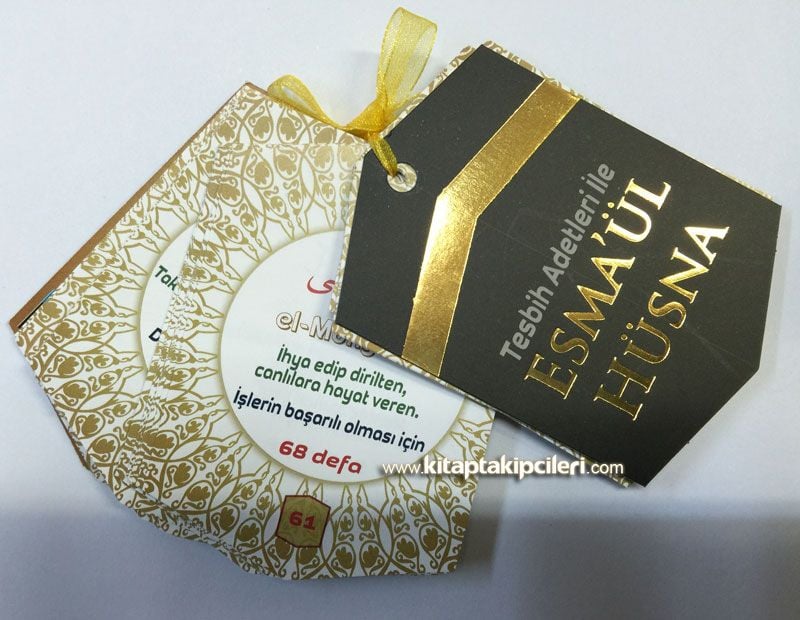 Tesbih Adetleri İle
ESMA'ÜL
HÜSNA
İhya edip dirilten,
canlılara hayat veren.
İşlerin başarılı olması için
68 defa
61
www.kitaptakipcileri.com